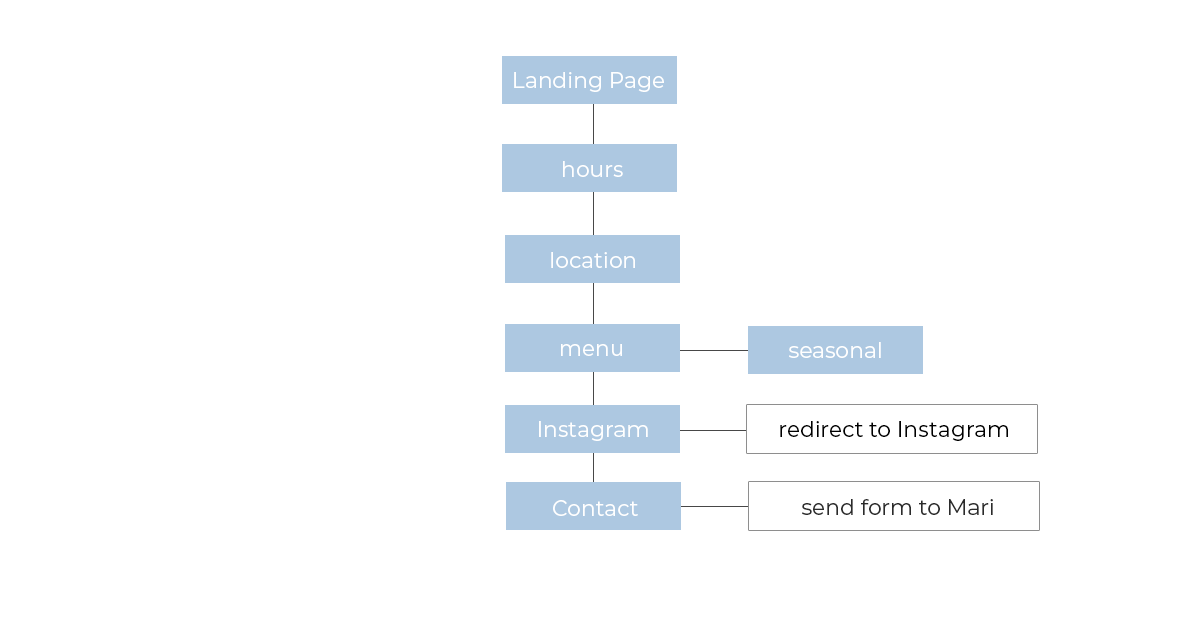 Landing Page
hours
location
menu
seasonal
Instagram
redirect to Instagram
Contact
send form to Mari